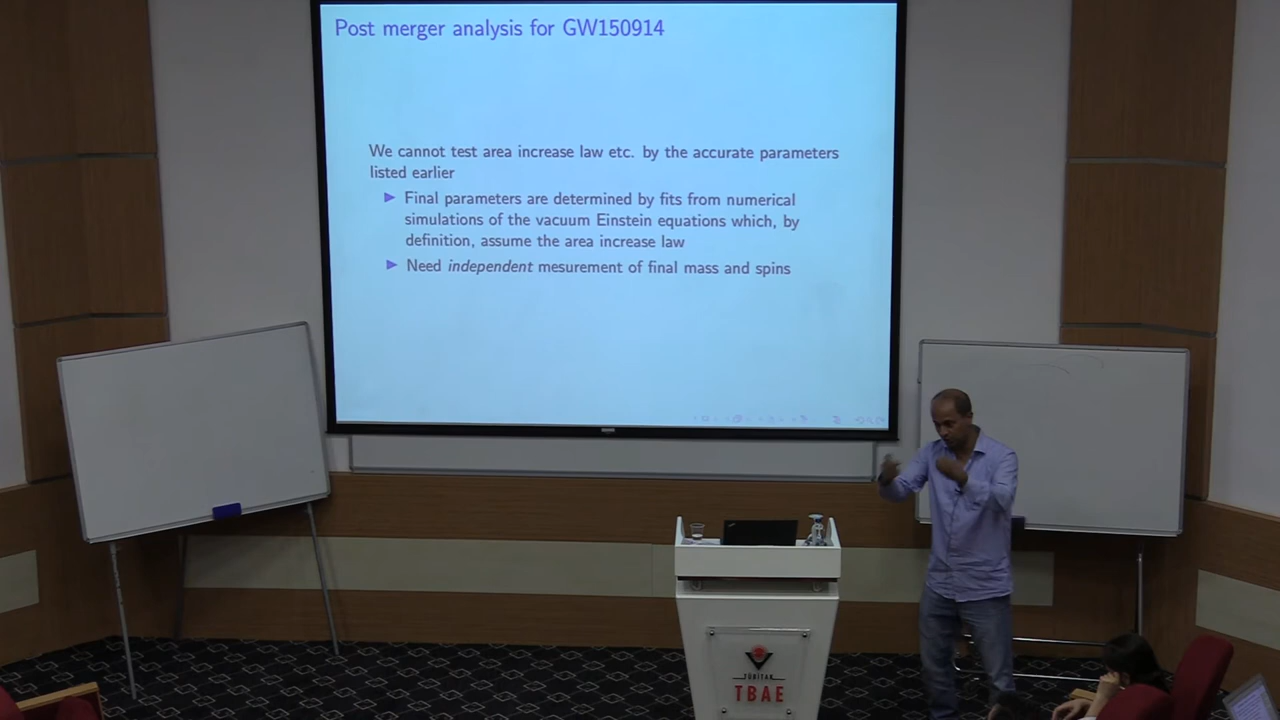 Post merger analysis for GW150914
We cannot test area increase law etc. by the accurate parameters
listed earlier
Final parameters are determined by fits from numerical
simulations of the vacuum Einstein equations which, by
definition, assume the area increase law
Need independent mesurement of final mass and spins
TÜBİTAK
TBAE